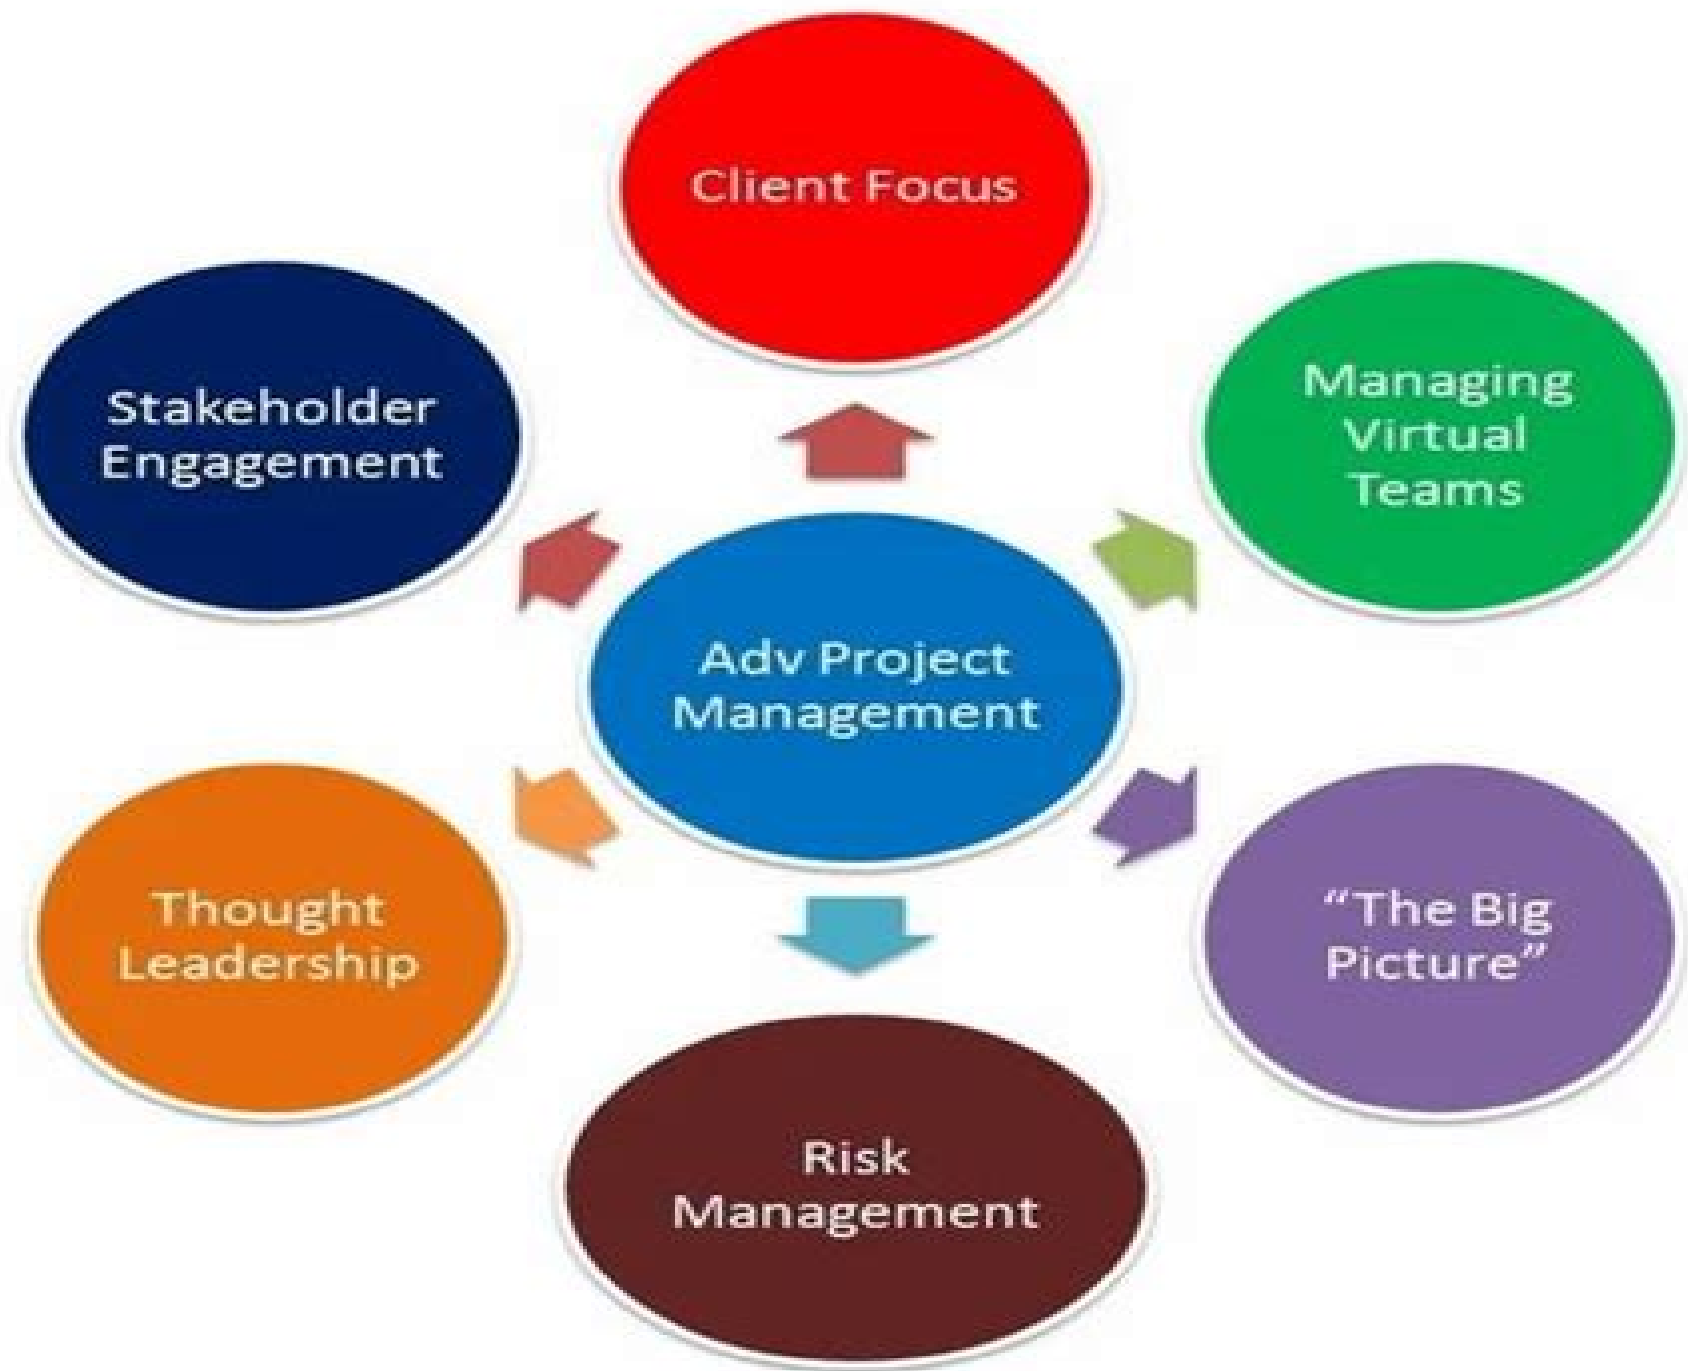 Client Focus
Stakeholder
Engagement
Managing
Virtual
Teams
Adv Project
Management
Thought
Leadership
“The Big
Picture”
Risk
Management